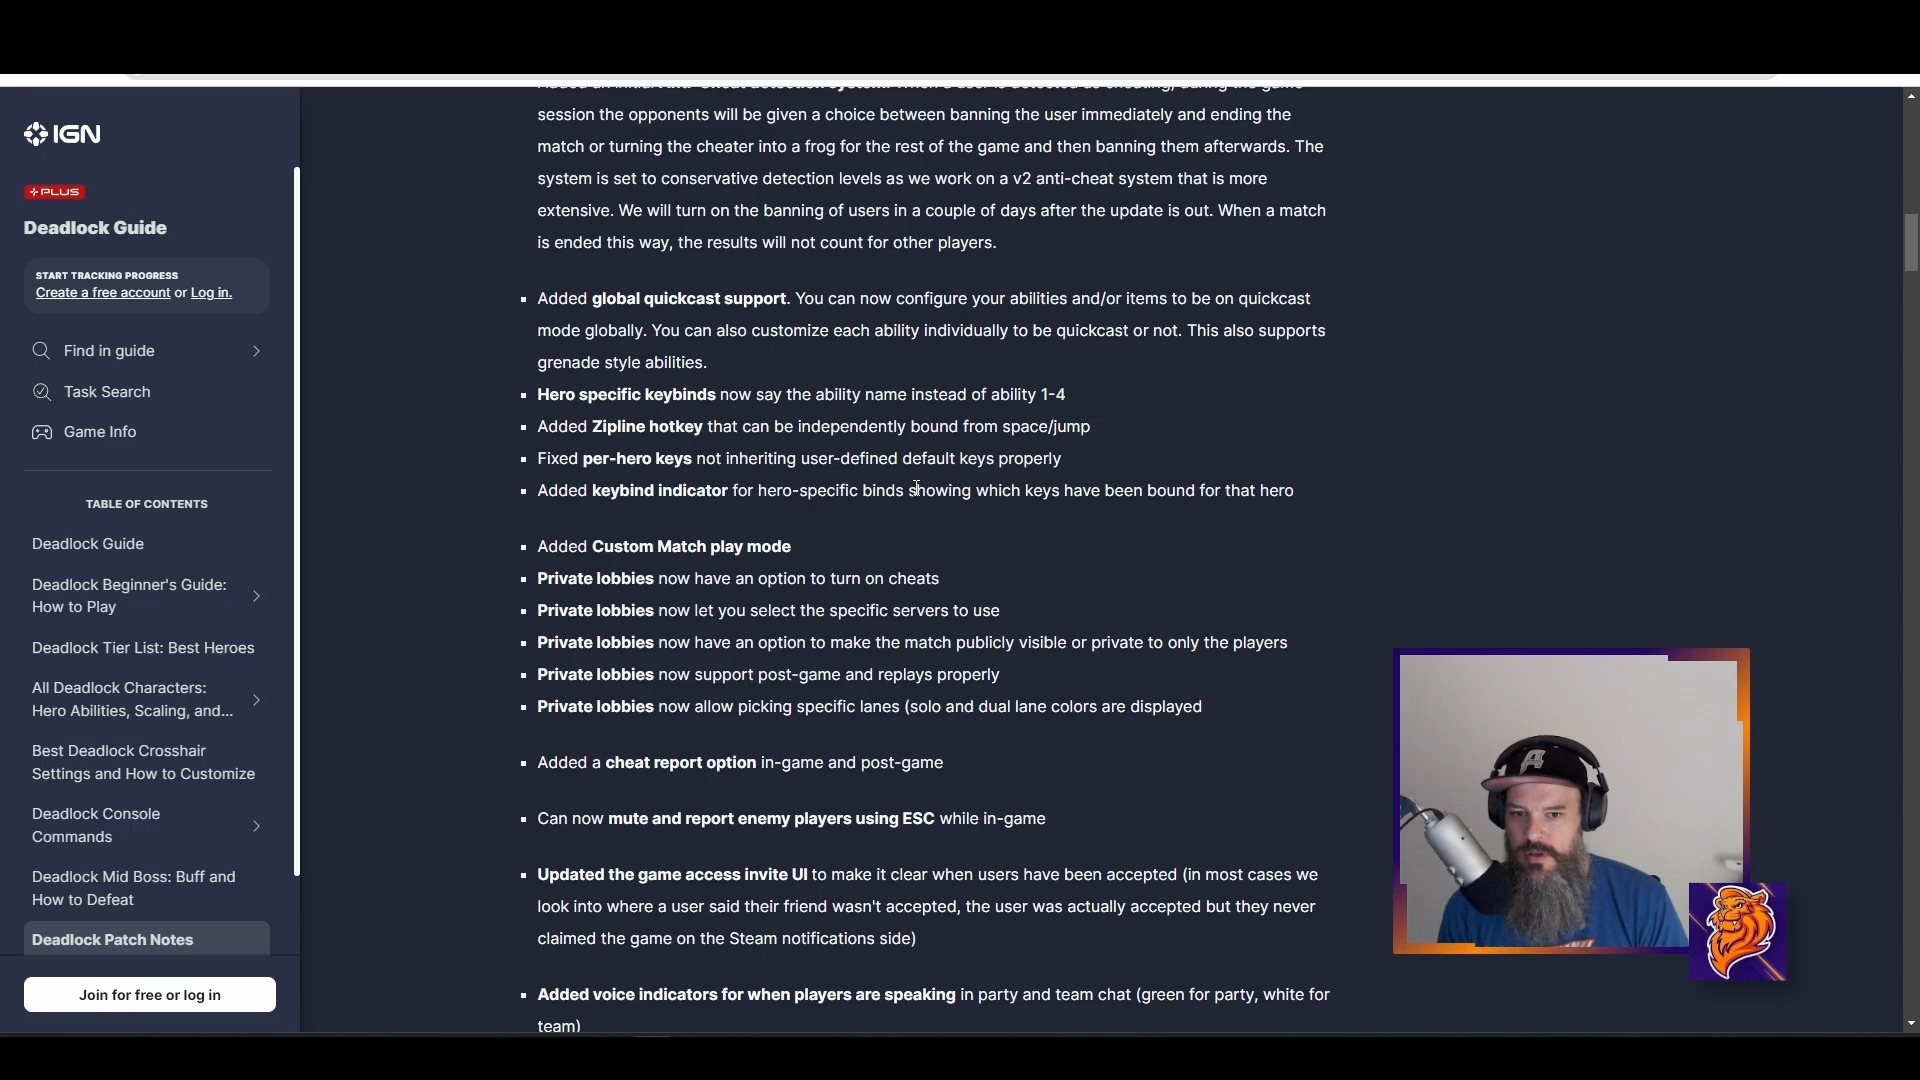 IGN
PLUS
Deadlock Guide
START TRACKING PROGRESS
Create a free account or Log in.
Find in guide
Task Search
Game Info
TABLE OF CONTENTS
Deadlock Guide
Deadlock Beginner's Guide:
How to Play
Deadlock Tier List: Best Heroes
All Deadlock Characters:
Hero Abilities, Scaling, and...
Best Deadlock Crosshair
Settings and How to Customize
Deadlock Console
Commands
Deadlock Mid Boss: Buff and
How to Defeat
Deadlock Patch Notes
Join for free or log in
session the opponents will be given a choice between banning the user immediately and ending the
match or turning the cheater into a frog for the rest of the game and then banning them afterwards. The
system is set to conservative detection levels as we work on a v2 anti-cheat system that is more
extensive. We will turn on the banning of users in a couple of days after the update is out. When a match
is ended this way, the results will not count for other players.
Added global quickcast support. You can now configure your abilities and/or items to be on quickcast
mode globally. You can also customize each ability individually to be quickcast or not. This also supports
grenade style abilities.
Hero specific keybinds now say the ability name instead of ability 1-4
Added Zipline hotkey that can be independently bound from space/jump
Fixed per-hero keys not inheriting user-defined default keys properly
Added keybind indicator for hero-specific binds showing which keys have been bound for that hero
Added Custom Match play mode
Private lobbies now have an option to turn on cheats
Private lobbies now let you select the specific servers to use
Private lobbies now have an option to make the match publicly visible or private to only the players
Private lobbies now support post-game and replays properly
Private lobbies now allow picking specific lanes (solo and dual lane colors are displayed
Added a cheat report option in-game and post-game
Can now mute and report enemy players using ESC while in-game
Updated the game access invite UI to make it clear when users have been accepted (in most cases we
look into where a user said their friend wasn't accepted, the user was actually accepted but they never
claimed the game on the Steam notifications side)
Added voice indicators for when players are speaking in party and team chat (green for party, white for
team)